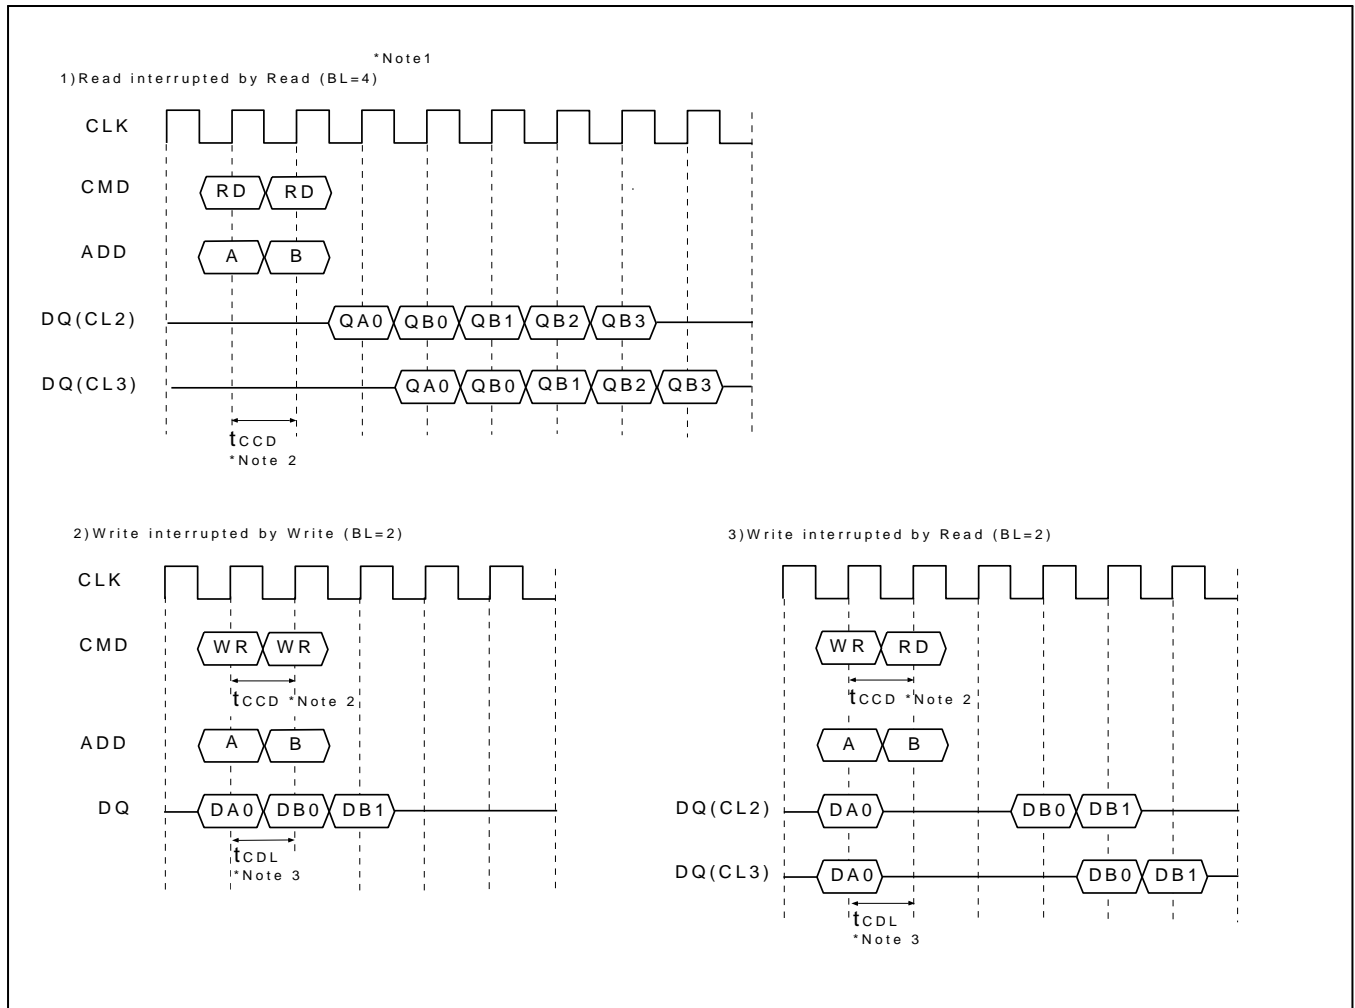 *Note1
1)Read interrupted by Read (BL=4)
CLK
CMD RD RD
ADD A B
DQ(CL2) QA0 QB0 QB1 QB2 QB3
DQ(CL3) QA0 QB0 QB1 QB2 QB3
tCCD
*Note 2
2)Write interrupted by Write (BL=2)
CLK
CMD WR WR
tCCD *Note 2
ADD A B
DQ DA0 DB0 DB1
tCDL
*Note 3
3)Write interrupted by Read (BL=2)
WR RD
tCCD *Note 2
A B
DQ(CL2) DA0 DB0 DB1
DQ(CL3) DA0 DB0 DB1
tCDL
*Note 3